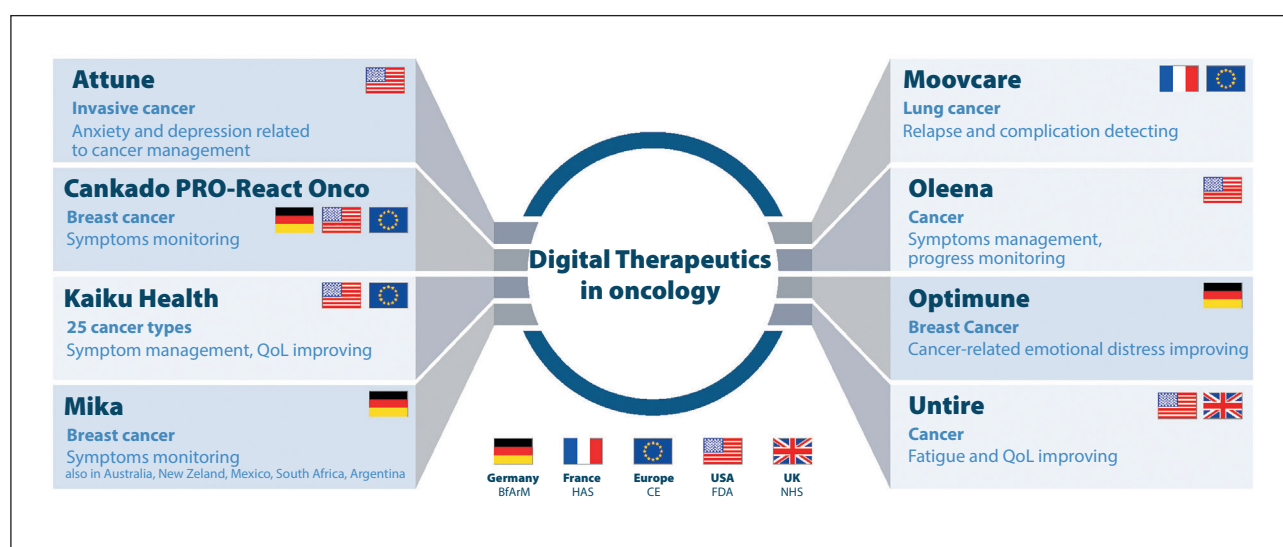 Attune
Invasive cancer
Anxiety and depression related
to cancer management
Cankado PRO-React Onco
Breast cancer
Symptoms monitoring
Kaiku Health
25 cancer types
Symptom management, QoL improving
Mika
Breast cancer
Symptoms monitoring
also in Australia, New Zeland, Mexico, South Africa, Argentina
Digital Therapeutics
in oncology
Germany
BfArM
France
HAS
Europe
CE
USA
FDA
UK
NHS
Moovcare
Lung cancer
Relapse and complication detecting
Oleena
Cancer
Symptoms management,
progress monitoring
Optimune
Breast Cancer
Cancer-related emotional distress improving
Untire
Cancer
Fatigue and QoL improving